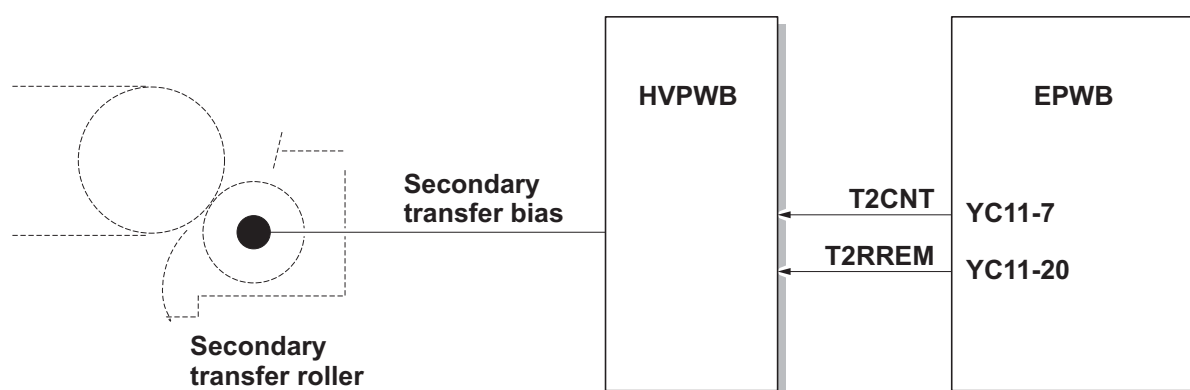 HVPWB
EPWB
Secondary
transfer bias
T2CNT
YC11-7
T2RREM
YC11-20
Secondary
transfer roller